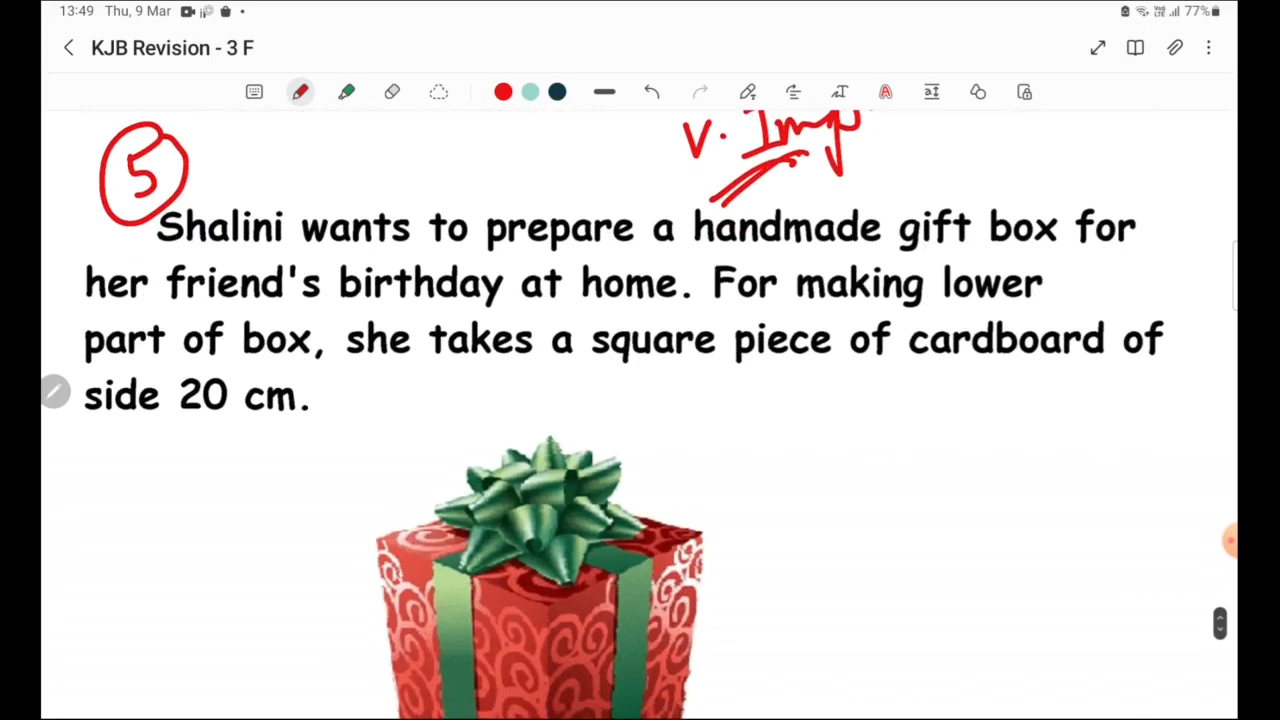 13:49 Thu, 9 Mar 77%
KJB Revision - 3 F
V. Imp
5
Shalini wants to prepare a handmade gift box for
her friend's birthday at home. For making lower
part of box, she takes a square piece of cardboard of
side 20 cm.